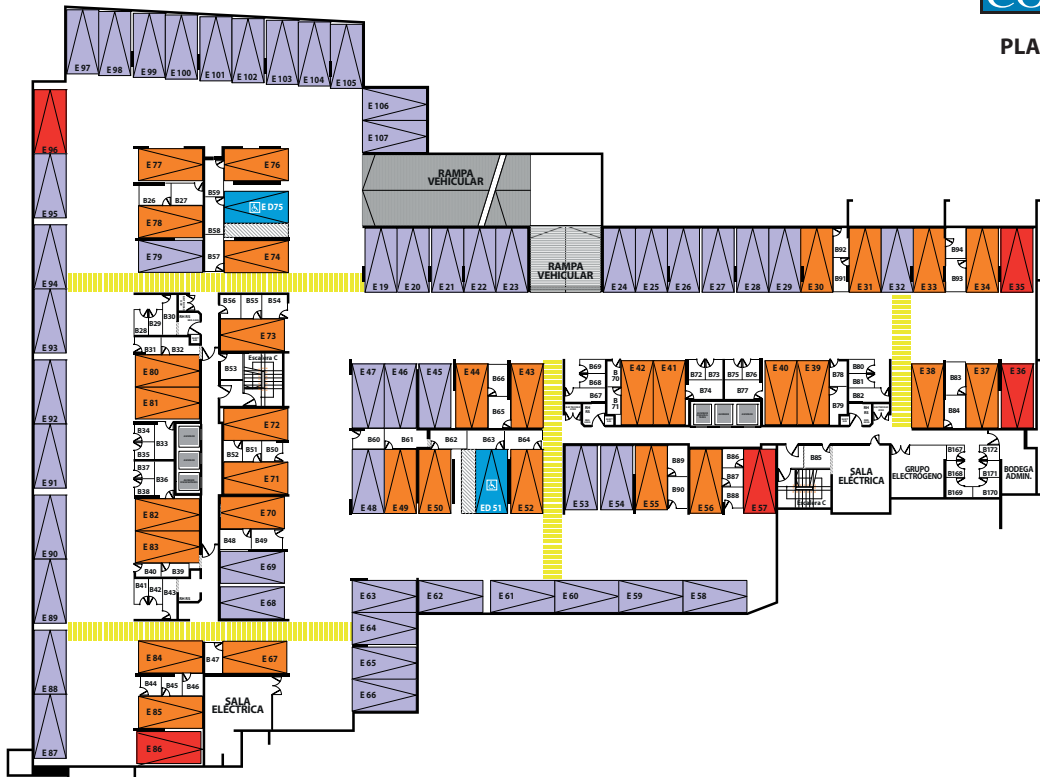 CO
PLA
E 97
E 98
E 99
E 100
E 101
E 102
E 103
E 104
E 105
E 106
E 107
E 96
E 95
E 94
E 93
E 92
E 91
E 90
E 89
E 88
E 87
E 77
E 76
B59
B26
B27
E 78
E D75
B58
E 79
B57
E 74
RAMPA
VEHICULAR
RAMPA
VEHICULAR
E 19
E 20
E 21
E 22
E 23
E 24
E 25
E 26
E 27
E 28
E 29
E 30
B92
B91
E 31
E 32
E 33
B94
B93
E 34
E 35
B56
B55
B54
B30
B29
B28
E 73
B31
B32
B53
Escalera C
E 80
E 81
E 72
B34
B33
B35
B52
B51
B50
B37
B36
B38
E 71
E 82
E 70
E 83
B48
B49
B40
B39
E 69
B41
B42
B43
E 68
E 84
B47
E 67
B44
B45
B46
E 85
SALA
ELÉCTRICA
E 86
E 47
E 46
E 45
E 44
B66
B65
E 43
B69
B68
B67
B
70
B
71
E 42
E 41
B72
B73
B75
B76
B74
B77
E 40
E 39
B78
B79
B80
B81
B82
E 38
B83
B84
E 37
E 36
B60
B61
B62
B63
B64
E 48
E 49
E 50
ED 51
E 52
E 53
E 54
E 55
B89
B90
E 56
B86
B87
B88
E 57
B85
Escalera C
SALA
ELÉCTRICA
GRUPO
ELECTRÓGENO
B167
B172
B168
B171
B169
B170
BODEGA
ADMIN.
E 63
E 62
E 61
E 60
E 59
E 58
E 64
E 65
E 66